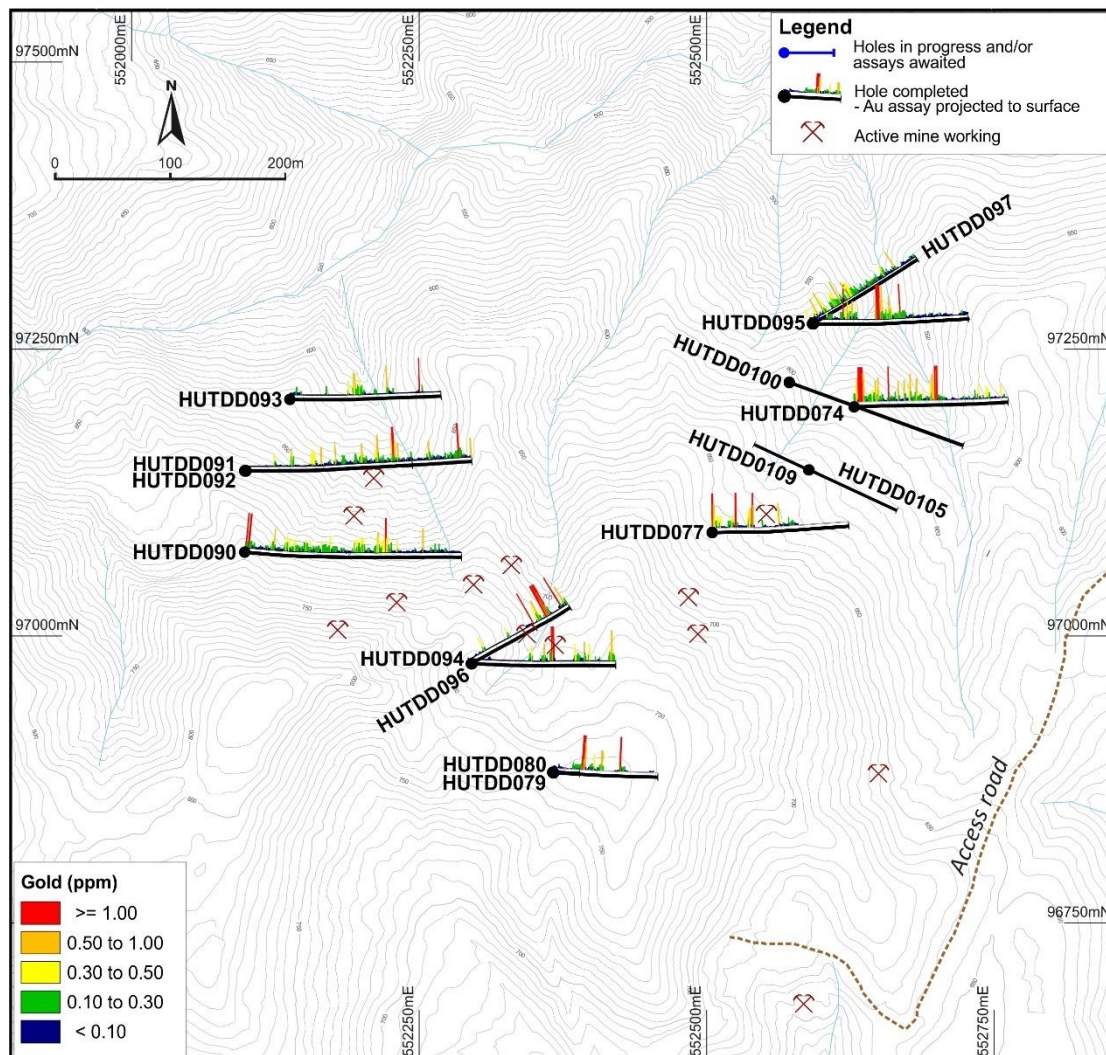 552000mE
552250mE
552500mE
97500mN
N
0 100 200m
Legend
Holes in progress and/or
assays awaited
Hole completed
- Au assay projected to surface
Active mine working
HUTDD097
HUTDD095
97250mN
97250mN
HUTDD0100
HUTDD093
HUTDD074
HUTDD091
HUTDD092
HUTDD0109
HUTDD0105
HUTDD077
HUTDD090
97000mN
97000mN
HUTDD094
HUTDD096
HUTDD080
HUTDD079
Access road
Gold (ppm)
>= 1.00
0.50 to 1.00
0.30 to 0.50
0.10 to 0.30
< 0.10
96750mN
552250mE
552500mE
552750mE